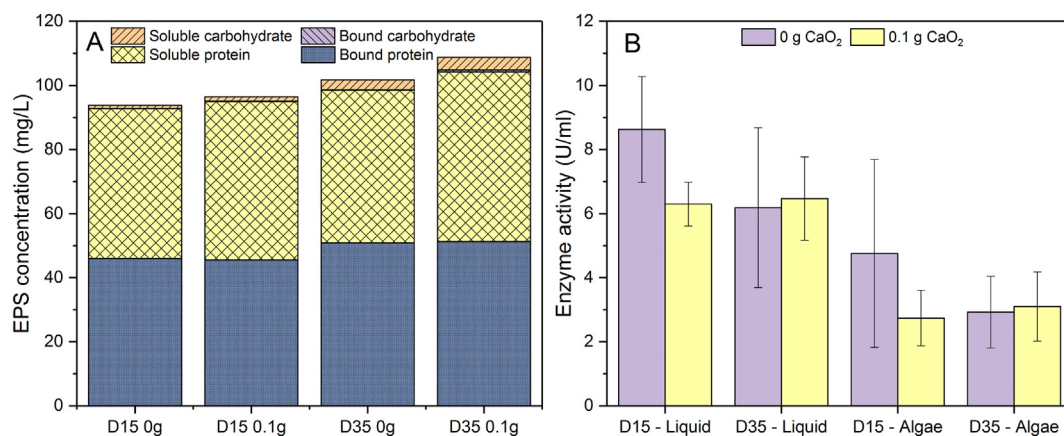 A
Soluble carbohydrate
Bound carbohydrate
Soluble protein
Bound protein
EPS concentration (mg/L)
120
100
80
60
40
20
0
D15 0g
D15 0.1g
D35 0g
D35 0.1g
B
0 g CaO₂
0.1 g CaO₂
Enzyme activity (U/ml)
12
10
8
6
4
2
0
D15 - Liquid
D35 - Liquid
D15 - Algae
D35 - Algae